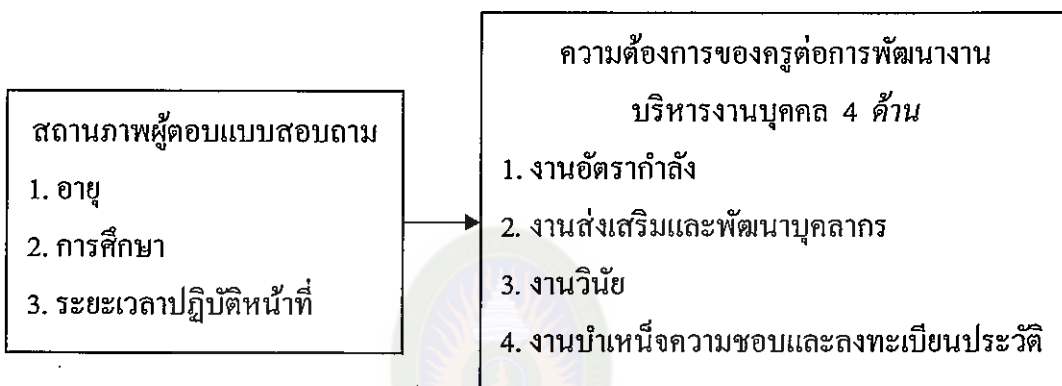 สถานภาพผู้ตอบแบบสอบถาม
1. อายุ
2. การศึกษา
3. ระยะเวลาปฏิบัติหน้าที่
ความต้องการของครูต่อการพัฒนางาน
บริหารงานบุคคล 4 ด้าน
1. งานอัตรากำลัง
2. งานส่งเสริมและพัฒนาบุคลากร
3. งานวินัย
4. งานบำเหน็จความชอบและลงทะเบียนประวัติ